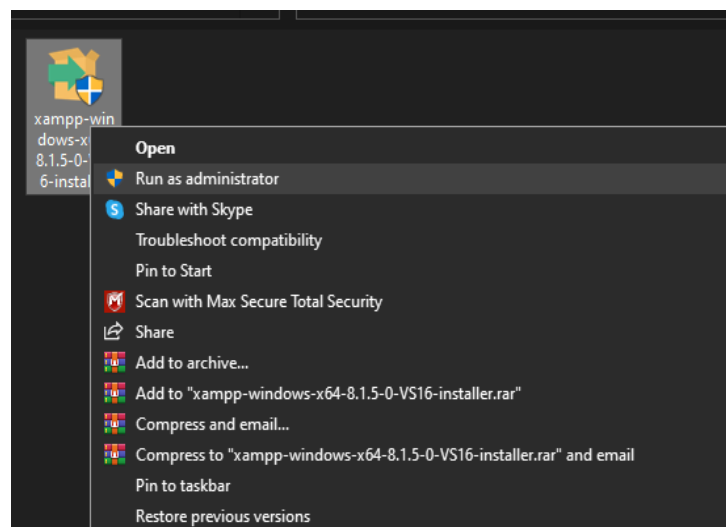 xampp-win
dows-x
8.1.5-0-
6-instal
Open
Run as administrator
Share with Skype
Troubleshoot compatibility
Pin to Start
Scan with Max Secure Total Security
Share
Add to archive...
Add to "xampp-windows-x64-8.1.5-0-VS16-installer.rar"
Compress and email...
Compress to "xampp-windows-x64-8.1.5-0-VS16-installer.rar" and email
Pin to taskbar
Restore previous versions